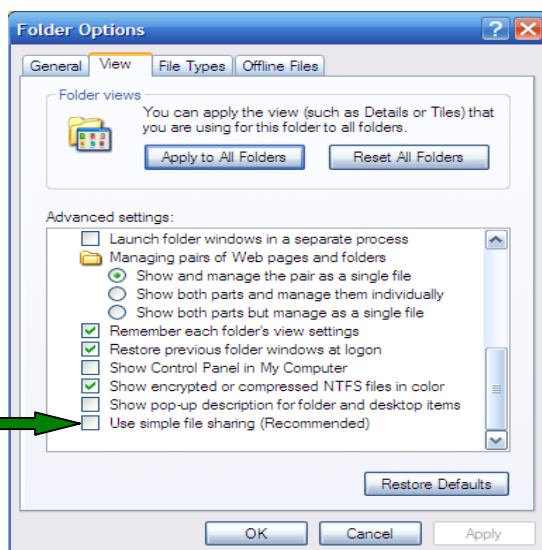 Folder Options
General View File Types Offline Files
Folder views
You can apply the view (such as Details or Tiles) that
you are using for this folder to all folders.
Apply to All Folders Reset All Folders
Advanced settings:
Launch folder windows in a separate process
Managing pairs of Web pages and folders
Show and manage the pair as a single file
Show both parts and manage them individually
Show both parts but manage as a single file
Remember each folder's view settings
Restore previous folder windows at logon
Show Control Panel in My Computer
Show encrypted or compressed NTFS files in color
Show pop-up description for folder and desktop items
Use simple file sharing (Recommended)
Restore Defaults
OK Cancel Apply